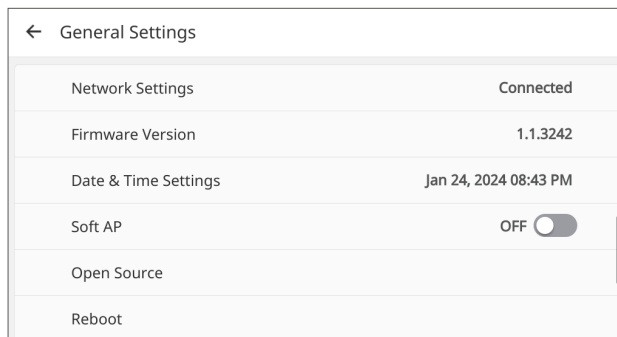 General Settings
Network Settings Connected
Firmware Version 1.1.3242
Date & Time Settings Jan 24, 2024 08:43 PM
Soft AP OFF
Open Source
Reboot